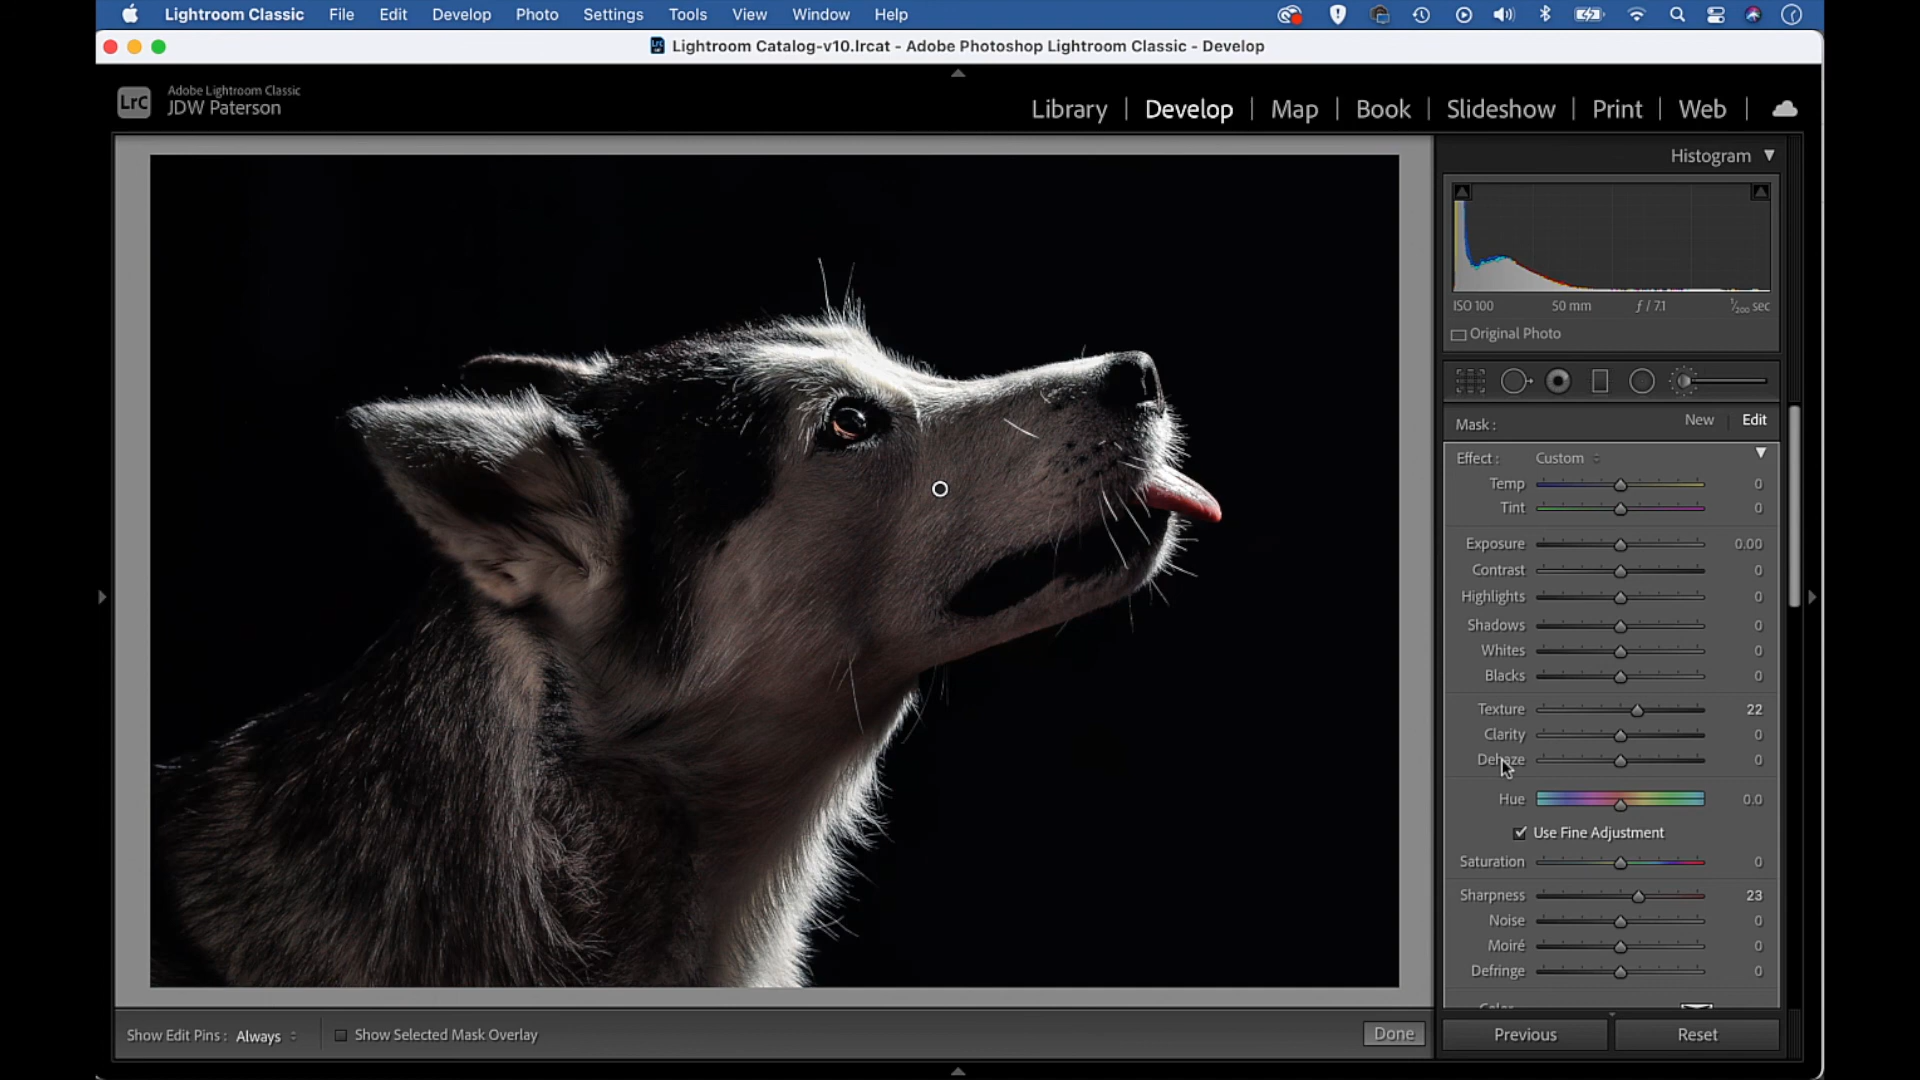 Lightroom Classic File Edit Develop Photo Settings Tools View Window Help
Lightroom Catalog-v10.lrcat - Adobe Photoshop Lightroom Classic - Develop
LrC
Adobe Lightroom Classic
JDW Paterson
Library | Develop | Map | Book | Slideshow | Print | Web |
Histogram
ISO 100 50 mm ƒ / 7.1 1/200 sec
Original Photo
Mask : New Edit
Effect : Custom
Temp 0
Tint 0
Exposure 0.00
Contrast 0
Highlights 0
Shadows 0
Whites 0
Blacks 0
Texture 22
Clarity 0
Dehaze 0
Hue 0.0
Use Fine Adjustment
Saturation 0
Sharpness 23
Noise 0
Moiré 0
Defringe 0
Color
Show Edit Pins : Always Show Selected Mask Overlay Done Previous Reset